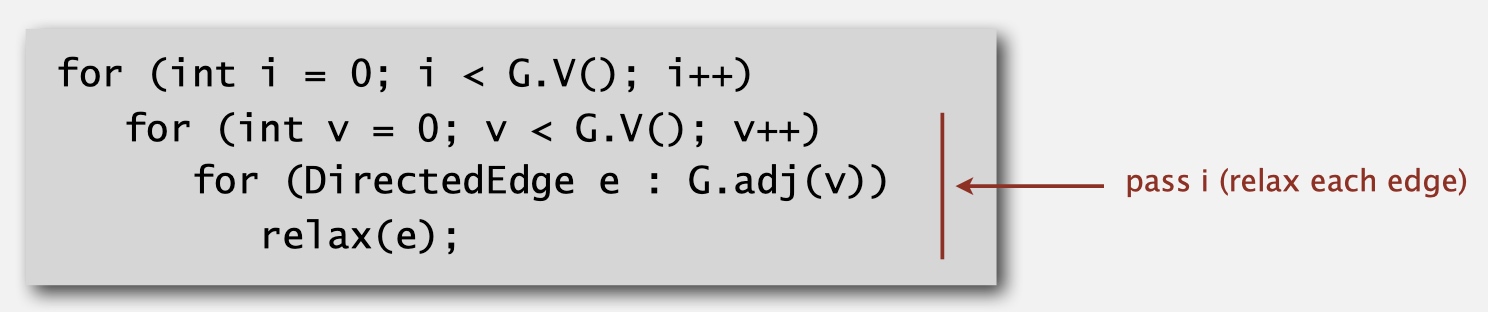 for (int i = 0; i < G.V(); i++)
for (int v = 0; v < G.V(); v++)
for (DirectedEdge e : G.adj(v))
relax(e);
pass i (relax each edge)